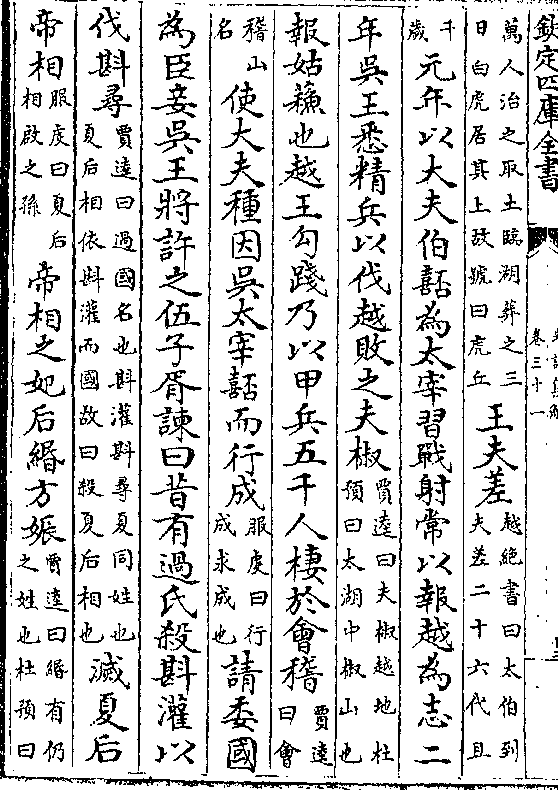 欽定四庫全書
卷三十一
萬人治之取土臨湖葬之三
日白虎居其上故號曰虎丘
王夫差
越絕書曰太伯到
夫差二十六代且
千
歲
元年以大夫伯嚭為太宰習戰射常以報越為志二
年吳王悉精兵以伐越敗之夫椒
賈逵曰夫椒越地杜
預曰太湖中椒山也
報姑蘇也越王勾踐乃以甲兵五千人棲於會稽
賈逵
曰會
稽山
名
使大夫種因吳太宰嚭而行成
服虔曰行
成求成也
請委國
為臣妾吳王將許之伍子胥諫曰昔有過氏殺斟灌以
伐斟尋
賈逵曰過國名也斟灌斟尋夏同姓也
夏后相依斟灌而國故曰殺夏后相也
滅夏后
帝相
服虔曰夏后
相啟之孫
帝相之妃后緡方娠
賈逵曰緡有仍
之姓也杜預曰